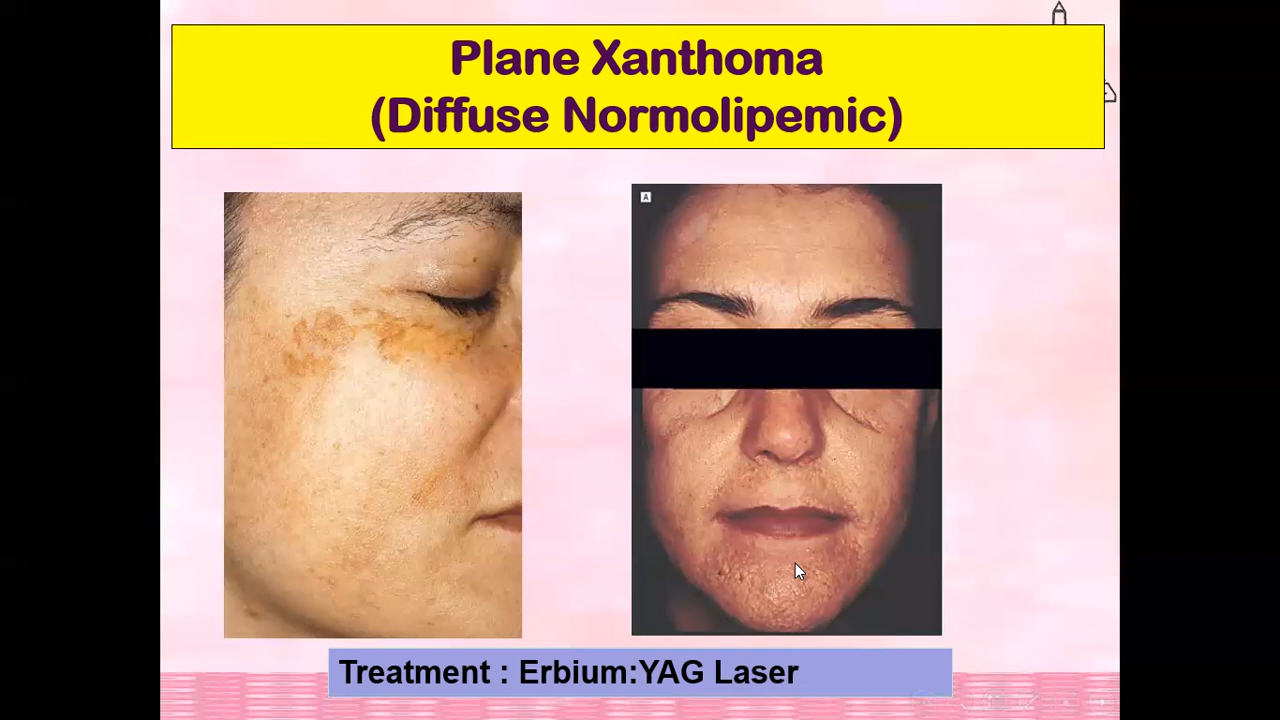 Plane Xanthoma
(Diffuse Normolipemic)
A
Treatment : Erbium:YAG Laser